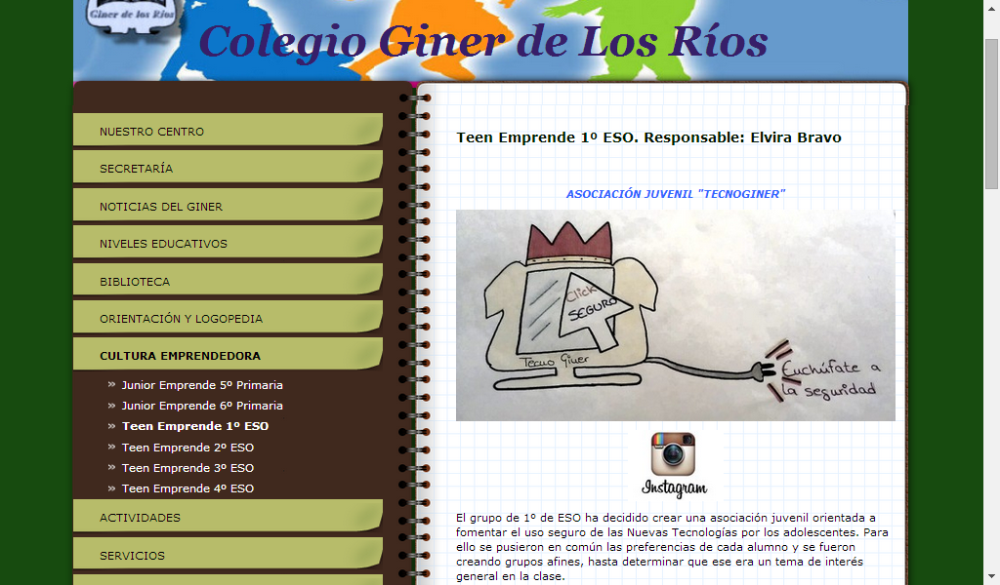 Giner de los Ríos
Colegio Giner de Los Ríos
NUESTRO CENTRO
SECRETARÍA
NOTICIAS DEL GINER
NIVELES EDUCATIVOS
BIBLIOTECA
ORIENTACIÓN Y LOGOPEDIA
CULTURA EMPRENDEDORA
» Junior Emprende 5º Primaria
» Junior Emprende 6º Primaria
» Teen Emprende 1º ESO
» Teen Emprende 2º ESO
» Teen Emprende 3º ESO
» Teen Emprende 4º ESO
ACTIVIDADES
SERVICIOS
Teen Emprende 1º ESO. Responsable: Elvira Bravo
ASOCIACIÓN JUVENIL "TECNOGINER"
Click
SEGURO
Tecno Giner
Enchúfate a
la seguridad
Instagram
El grupo de 1º de ESO ha decidido crear una asociación juvenil orientada a
fomentar el uso seguro de las Nuevas Tecnologías por los adolescentes. Para
ello se pusieron en común las preferencias de cada alumno y se fueron
creando grupos afines, hasta determinar que ese era un tema de interés
general en la clase.